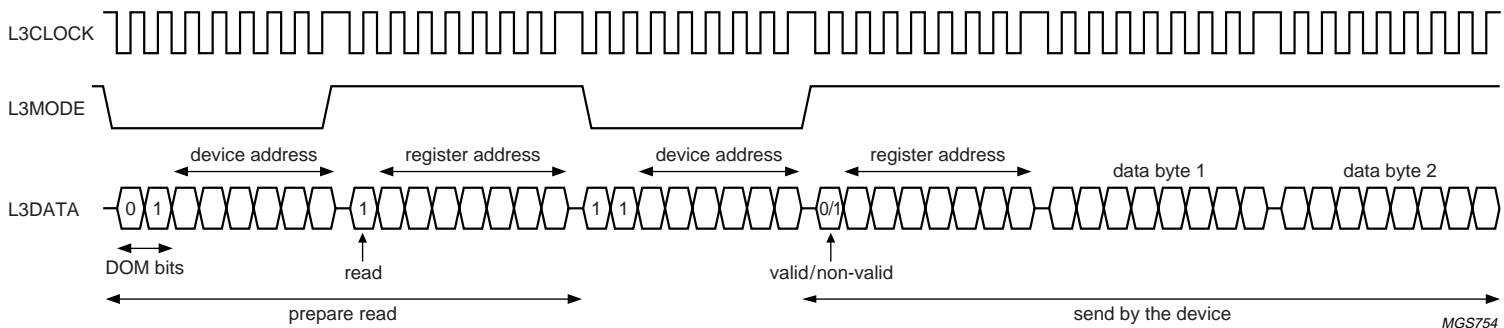 L3CLOCK
L3MODE
device address
register address
device address
register address
data byte 1
data byte 2
L3DATA
0
1
1
1
1
0/1
DOM bits
read
valid/non-valid
prepare read
send by the device
MGS754